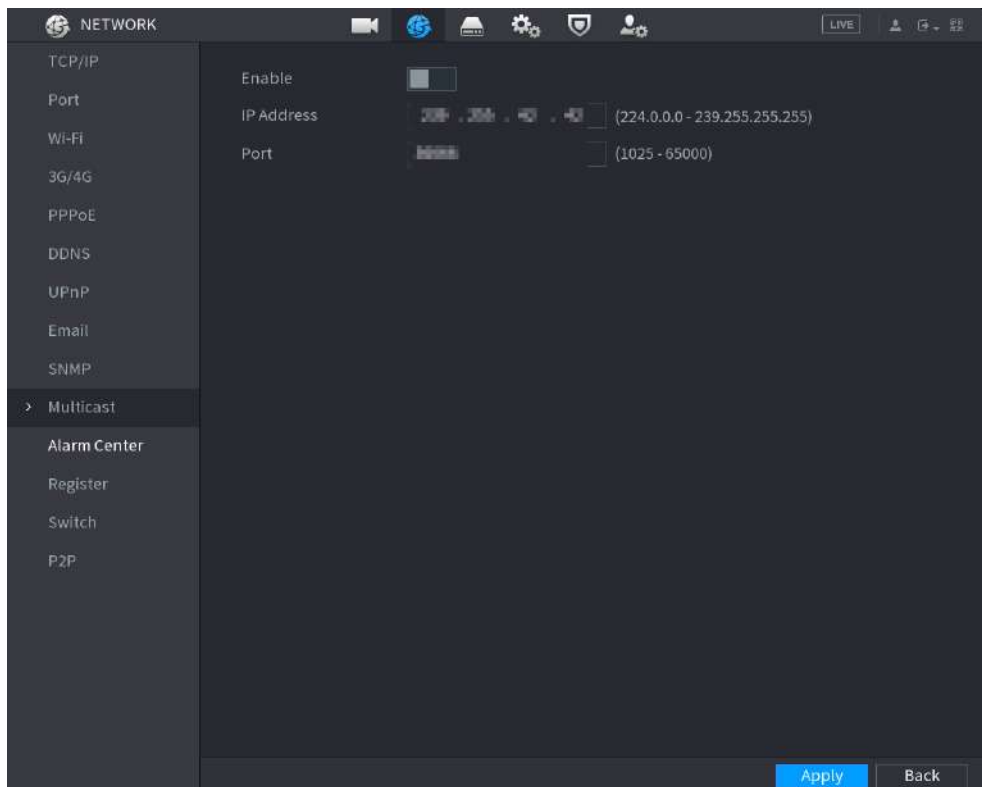 NETWORK
LIVE
TCP/IP
Port
Wi-Fi
3G/4G
PPPoE
DDNS
UPnP
Email
SNMP
> Multicast
Alarm Center
Register
Switch
P2P
Enable
IP Address (224.0.0.0 - 239.255.255.255)
Port (1025 - 65000)
Apply
Back